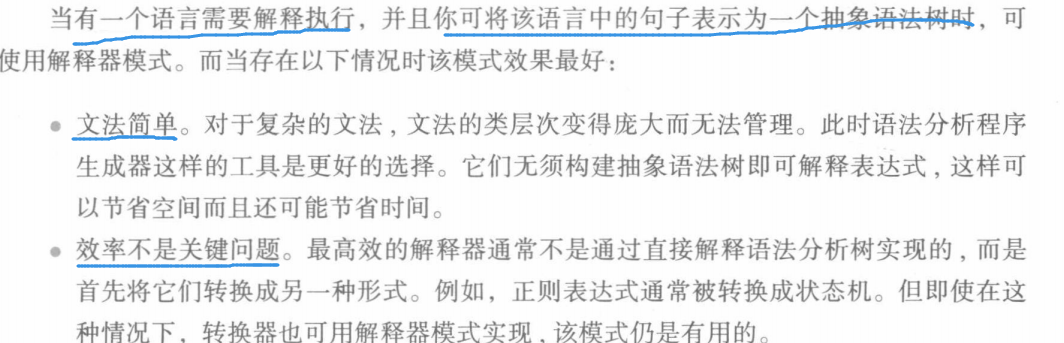 当有一个语言需要解释执行，并且你可将该语言中的句子表示为一个抽象语法树时，可
使用解释器模式。而当存在以下情况时该模式效果最好：
● 文法简单。对于复杂的文法，文法的类层次变得庞大而无法管理。此时语法分析程序
生成器这样的工具是更好的选择。它们无须构建抽象语法树即可解释表达式，这样可
以节省空间而且还可能节省时间。
● 效率不是关键问题。最高效的解释器通常不是通过直接解释语法分析树实现的，而是
首先将它们转换成另一种形式。例如，正则表达式通常被转换成状态机。但即使在这
种情况下，转换器也可用解释器模式实现，该模式仍是有用的。